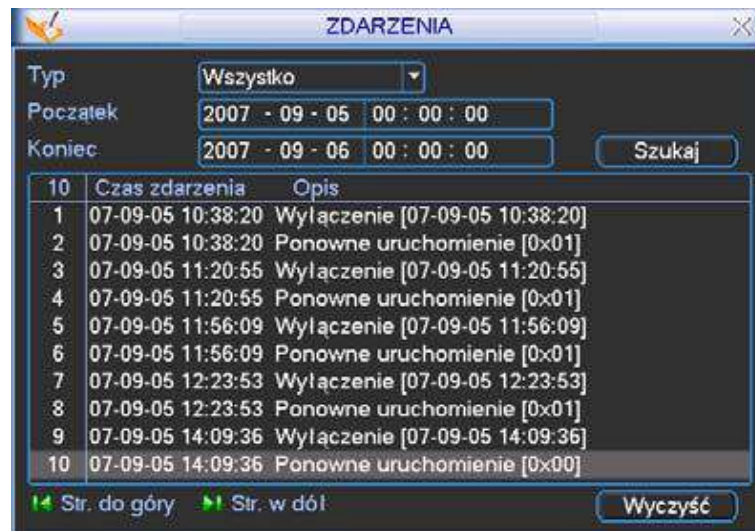 ZDARZENIA
Typ Wszystko
Początek 2007 - 09 - 05 00 : 00 : 00
Koniec 2007 - 09 - 06 00 : 00 : 00 Szukaj
10 Czas zdarzenia Opis
1 07-09-05 10:38:20 Wyłączenie [07-09-05 10:38:20]
2 07-09-05 10:38:20 Ponowne uruchomienie [0x01]
3 07-09-05 11:20:55 Wyłączenie [07-09-05 11:20:55]
4 07-09-05 11:20:55 Ponowne uruchomienie [0x01]
5 07-09-05 11:56:09 Wyłączenie [07-09-05 11:56:09]
6 07-09-05 11:56:09 Ponowne uruchomienie [0x01]
7 07-09-05 12:23:53 Wyłączenie [07-09-05 12:23:53]
8 07-09-05 12:23:53 Ponowne uruchomienie [0x01]
9 07-09-05 14:09:36 Wyłączenie [07-09-05 14:09:36]
10 07-09-05 14:09:36 Ponowne uruchomienie [0x00]
Str. do góry Str. w dół Wyczyść